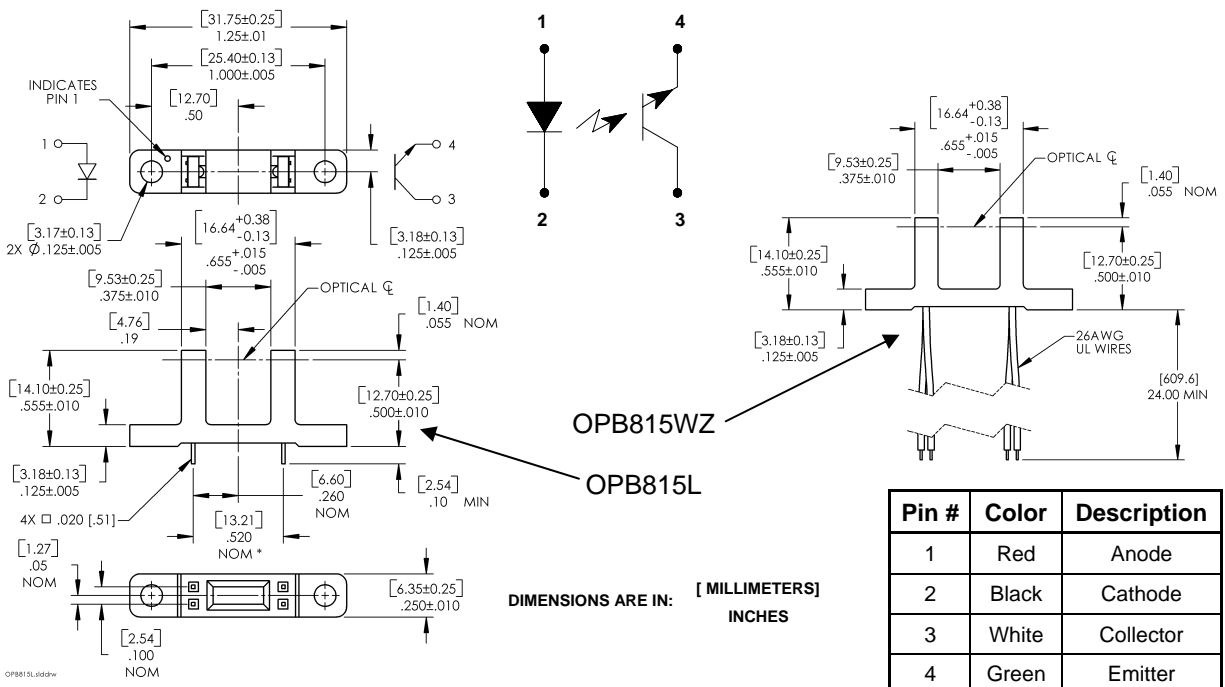 [31.75±0.25]
1.25±.01
[25.40±0.13]
1.000±.005
INDICATES
PIN 1
[12.70]
.50
1
2
4
3
[3.17±0.13]
2X Ø.125±.005
[16.64 +0.38 -0.13]
.655 +.015 -.005
[3.18±0.13]
.125±.005
[9.53±0.25]
.375±.010
OPTICAL ℄
[4.76]
.19
[1.40]
.055 NOM
[14.10±0.25]
.555±.010
[12.70±0.25]
.500±.010
[3.18±0.13]
.125±.005
[6.60]
.260
NOM
[2.54]
.10 MIN
4X □ .020 [.51]
[13.21]
.520
NOM *
[1.27]
.05
NOM
[6.35±0.25]
.250±.010
[2.54]
.100
NOM
OPB815L.slddrw
1
4
2
3
[16.64 +0.38 -0.13]
.655 +.015 -.005
[9.53±0.25]
.375±.010
OPTICAL ℄
[1.40]
.055 NOM
[14.10±0.25]
.555±.010
[12.70±0.25]
.500±.010
[3.18±0.13]
.125±.005
26AWG
UL WIRES
[609.6]
24.00 MIN
OPB815WZ
OPB815L
DIMENSIONS ARE IN: [ MILLIMETERS]
INCHES
Pin # Color Description
1 Red Anode
2 Black Cathode
3 White Collector
4 Green Emitter